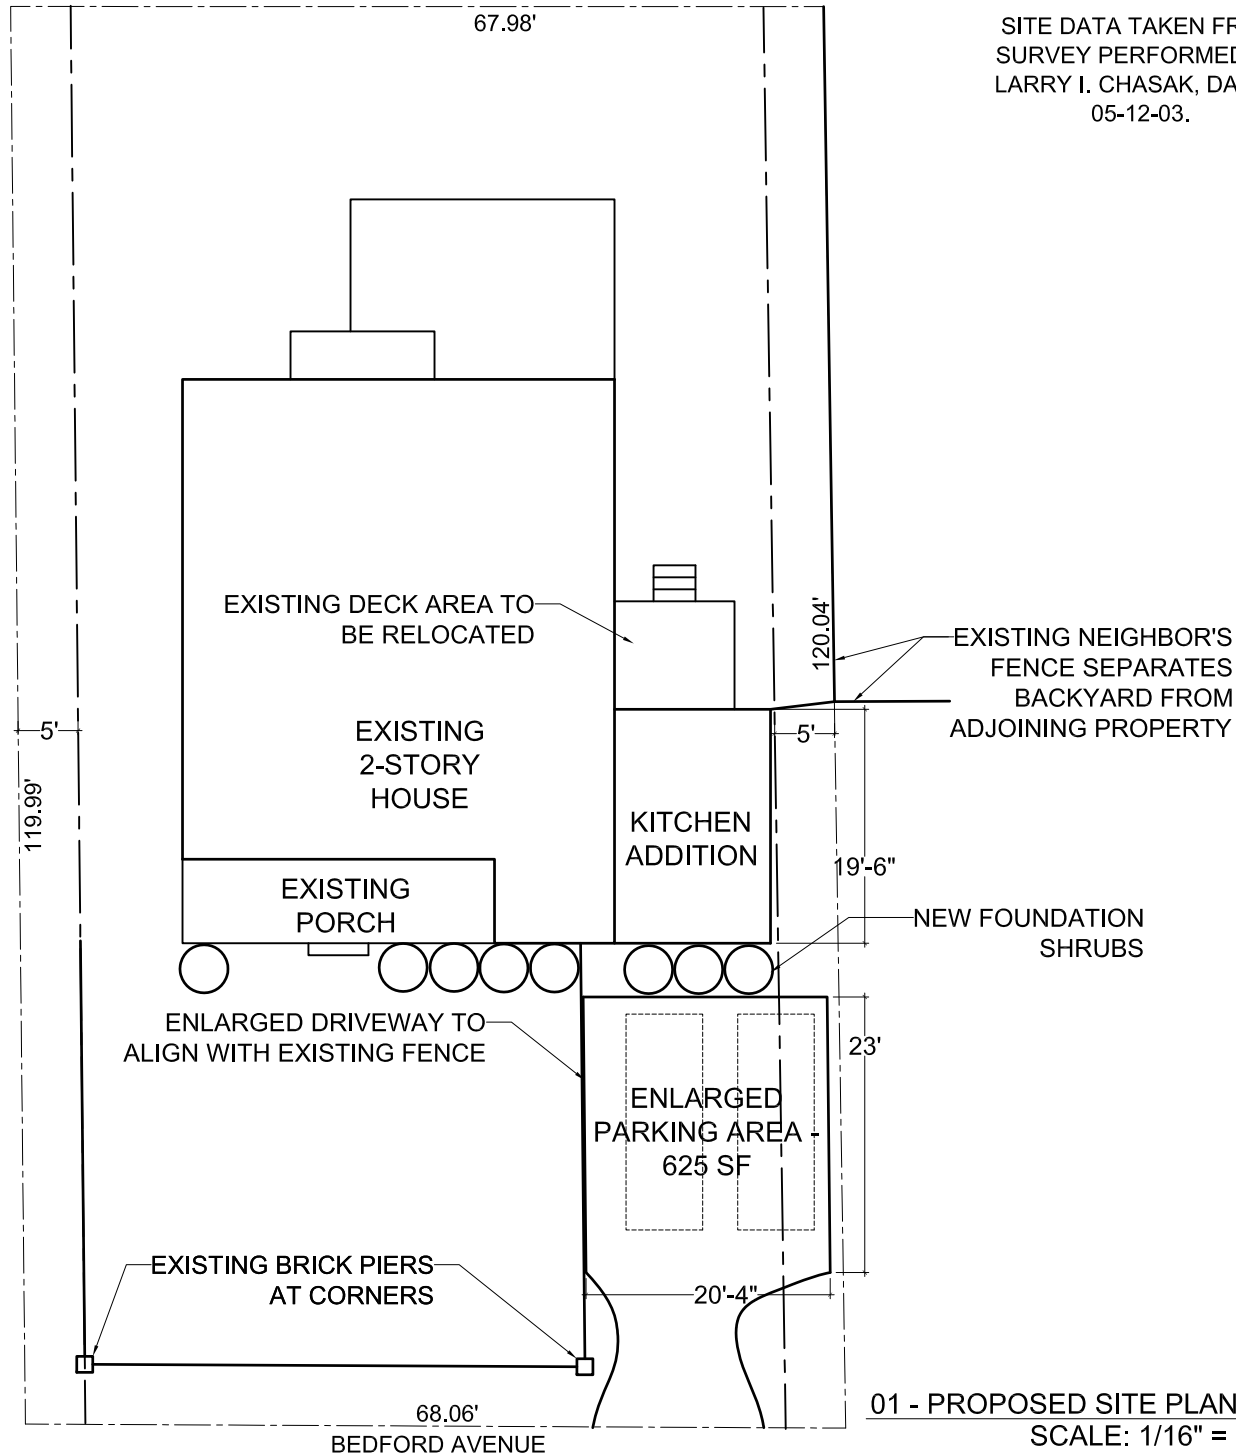 67.98'
SITE DATA TAKEN
SURVEY PERFORMED
LARRY I. CHASAK,
05-12-03.
EXISTING DECK AREA TO
BE RELOCATED
120.04'
EXISTING NEIGHBOR'S
FENCE SEPARATES
BACKYARD FROM
ADJOINING PROPERTY
5'
5'
EXISTING
2-STORY
HOUSE
119.99'
KITCHEN
ADDITION
19'-6"
EXISTING
PORCH
NEW FOUNDATION
SHRUBS
ENLARGED DRIVEWAY TO
ALIGN WITH EXISTING FENCE
23'
ENLARGED
PARKING AREA -
625 SF
EXISTING BRICK PIERS
AT CORNERS
20'-4"
68.06'
BEDFORD AVENUE
01 - PROPOSED SITE PLAN
SCALE: 1/16" =